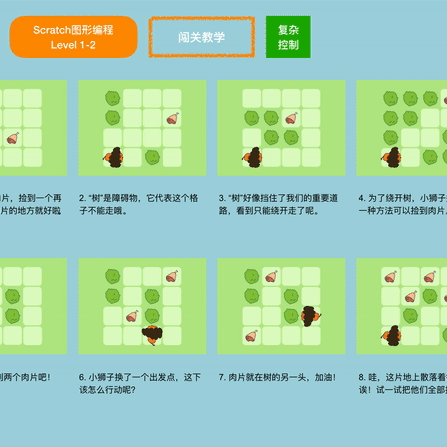 Scratch图形编程
Level 1-2
闯关教学
复杂
控制
肉片，捡到一个再
片的地方就好啦
2. “树”是障碍物，它代表这个格
子不能走哦。
3. “树”好像挡住了我们的重要道
路，看到只能绕开走了呢。
4. 为了绕开树，小狮子
一种方法可以捡到肉片
到两个肉片吧！
6. 小狮子换了一个出发点，这下
该怎么行动呢？
7. 肉片就在树的另一头，加油！
8. 哇，这片地上散落着
诶！试一试把他们全部